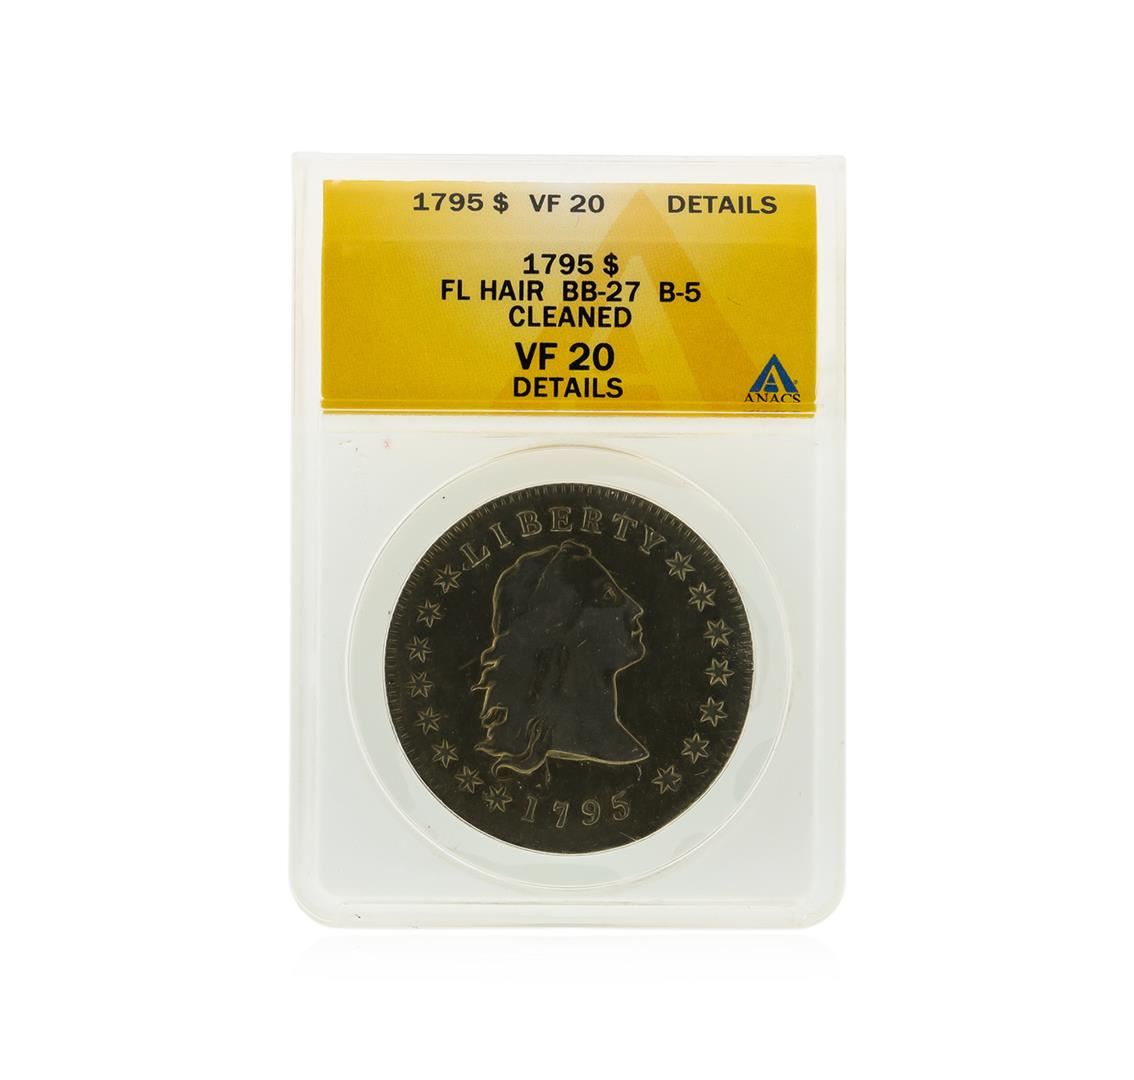 1795 $ VF 20 DETAILS
1795 $
FL HAIR BB-27 B-5
CLEANED
VF 20
DETAILS
ANACS
LIBERTY
1795